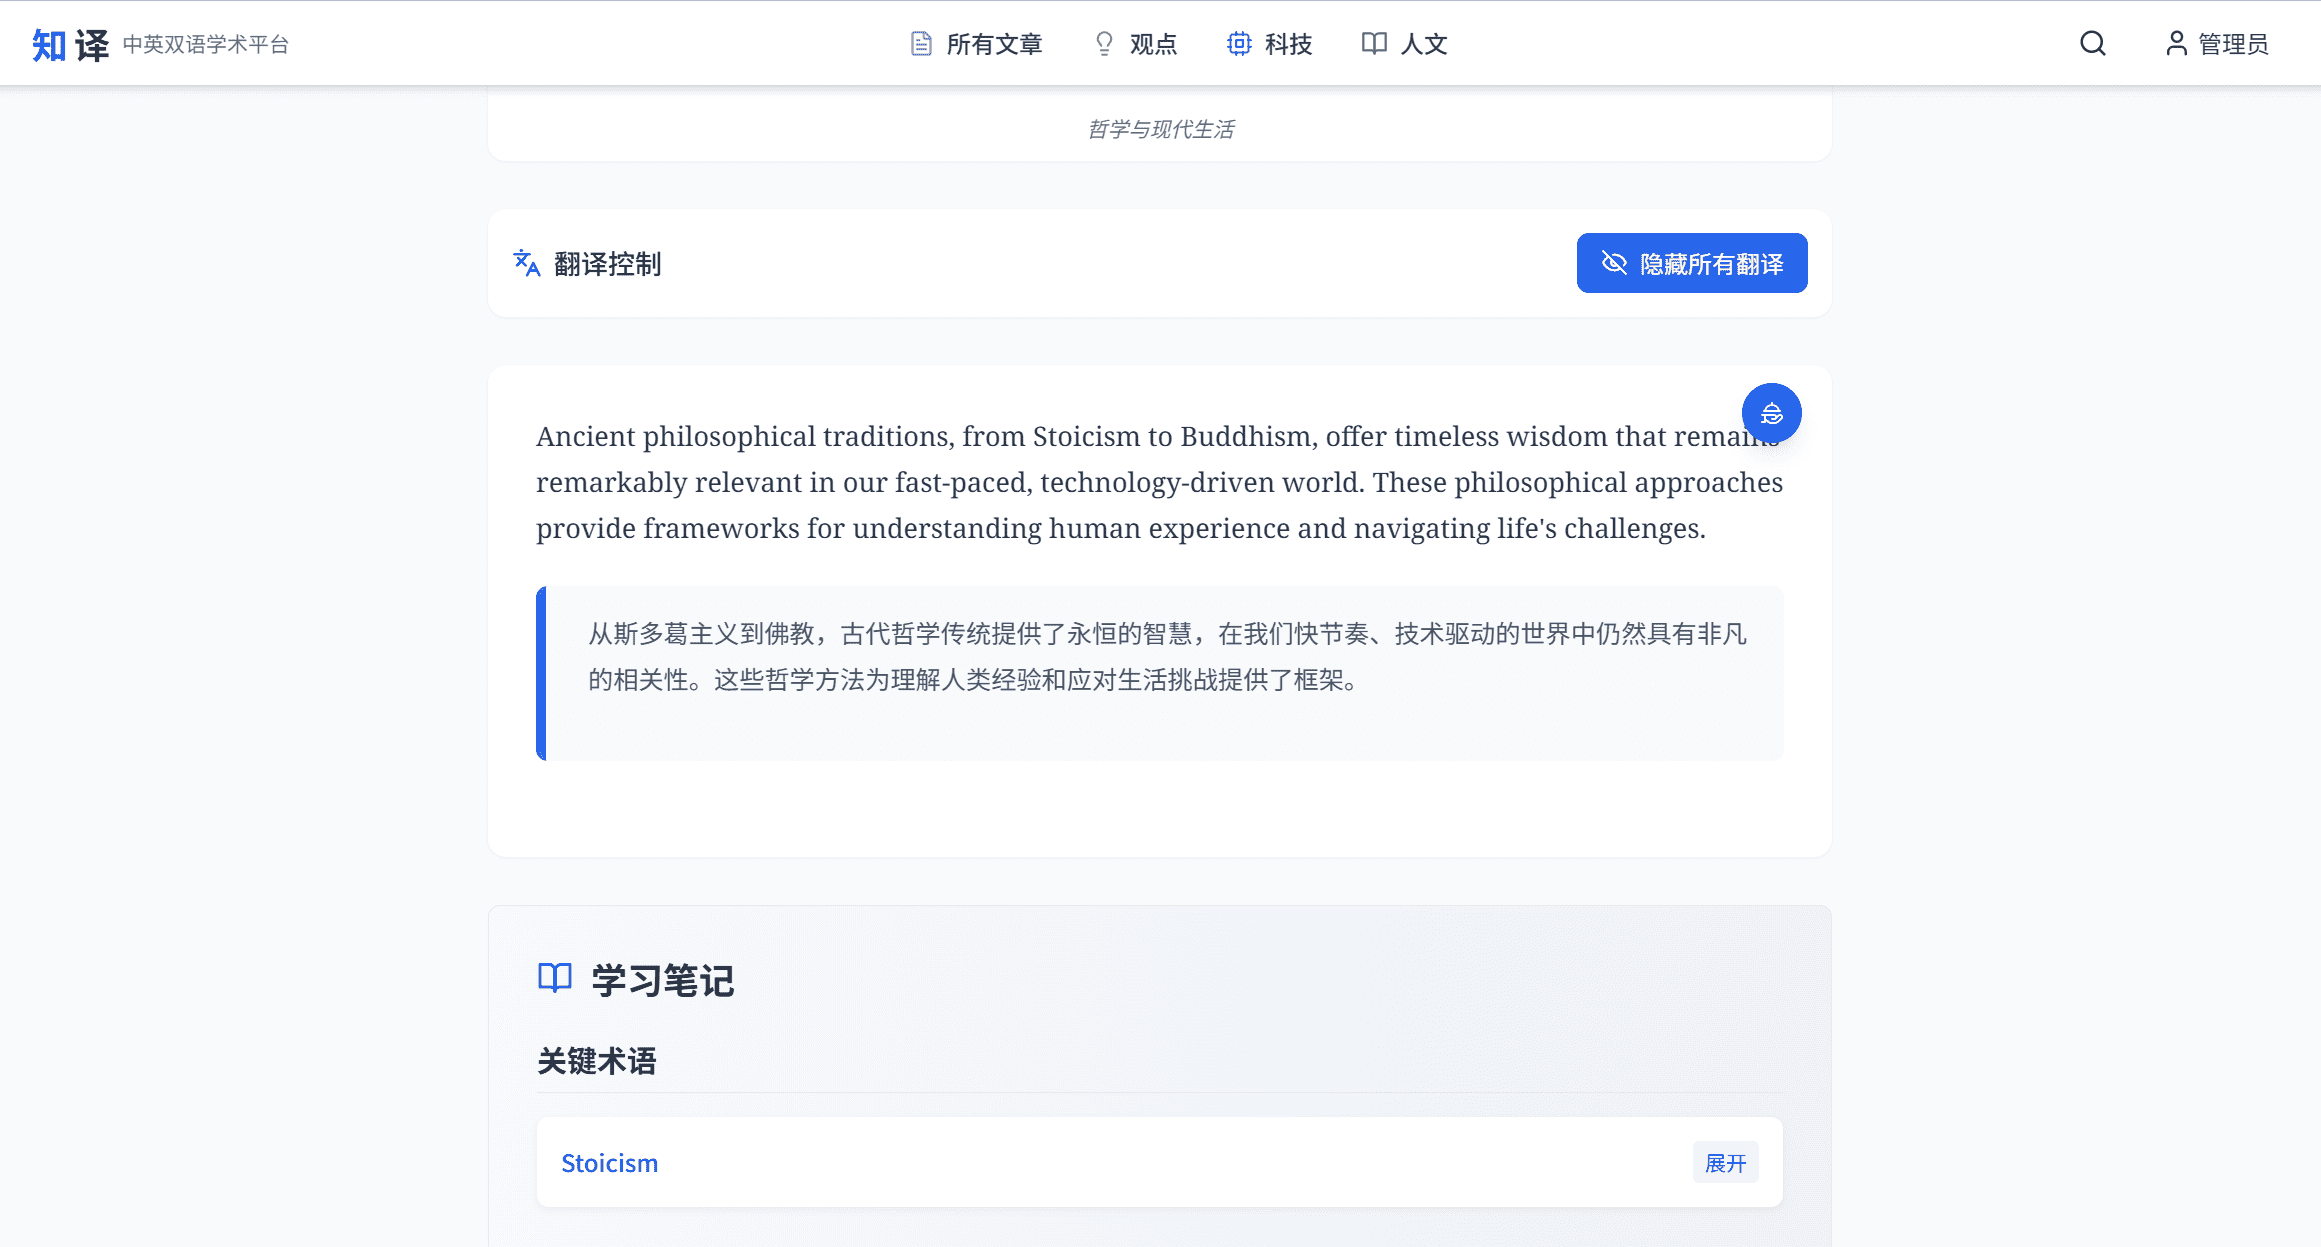 知译 中英双语学术平台
所有文章 观点 科技 人文
管理员
哲学与现代生活
翻译控制
隐藏所有翻译
Ancient philosophical traditions, from Stoicism to Buddhism, offer timeless wisdom that remains
remarkably relevant in our fast-paced, technology-driven world. These philosophical approaches
provide frameworks for understanding human experience and navigating life's challenges.
从斯多葛主义到佛教，古代哲学传统提供了永恒的智慧，在我们快节奏、技术驱动的世界中仍然具有非凡
的相关性。这些哲学方法为理解人类经验和应对生活挑战提供了框架。
学习笔记
关键术语
Stoicism
展开